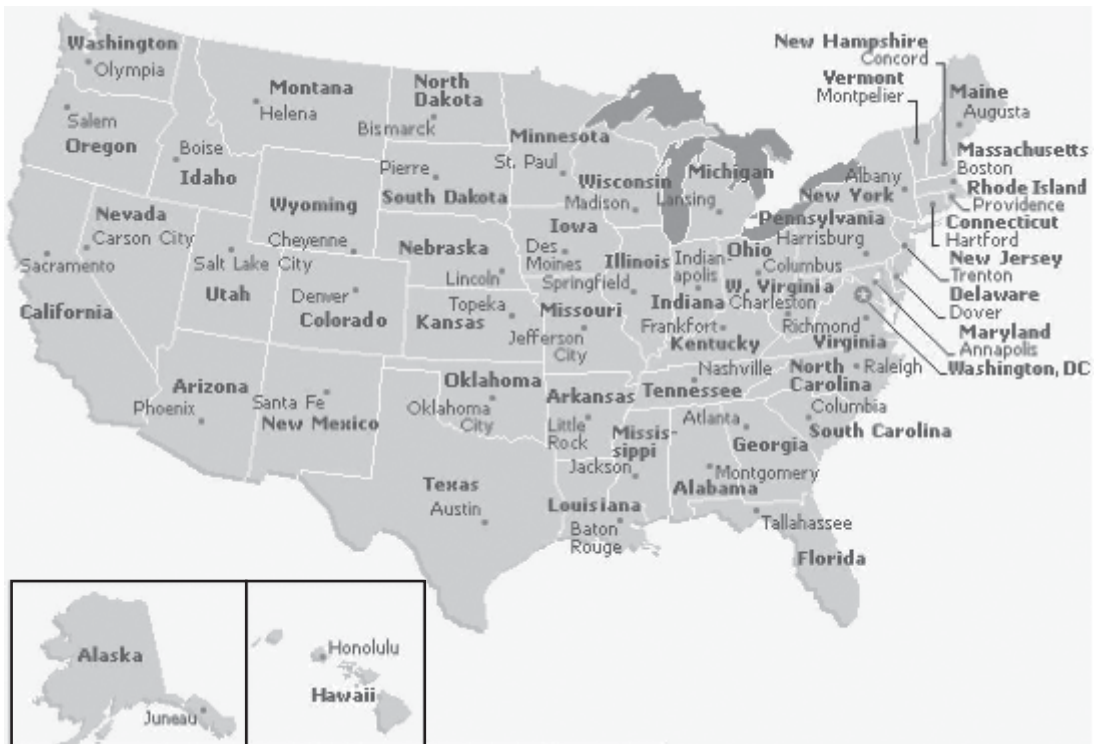 Washington
Olympia
Salem
Oregon
Boise
Idaho
Montana
Helena
North
Dakota
Bismarck
Minnesota
St. Paul
Pierre
South Dakota
Wyoming
Cheyenne
Nevada
Carson City
Sacramento
California
Salt Lake City
Utah
Nebraska
Lincoln
Denver
Colorado
Topeka
Kansas
Iowa
Des
Moines
Wisconsin
Madison
Michigan
Lansing
Illinois
Springfield
Missouri
Jefferson
City
Indian-
apolis
Indiana
Ohio
Columbus
W. Virginia
Charleston
Frankfort
Kentucky
Nashville
Tennessee
Arizona
Phoenix
Santa Fe
New Mexico
Oklahoma
Oklahoma
City
Arkansas
Little
Rock
Texas
Austin
Louisiana
Baton
Rouge
Missis-
sippi
Jackson
Alabama
Montgomery
Atlanta
Georgia
Tallahassee
Florida
Columbia
South Carolina
North
Carolina
Raleigh
Richmond
Virginia
Pennsylvania
Harrisburg
Albany
New York
New Hampshire
Concord
Vermont
Montpelier
Maine
Augusta
Massachusetts
Boston
Rhode Island
Providence
Connecticut
Hartford
New Jersey
Trenton
Delaware
Dover
Maryland
Annapolis
Washington, DC
Alaska
Juneau
Honolulu
Hawaii